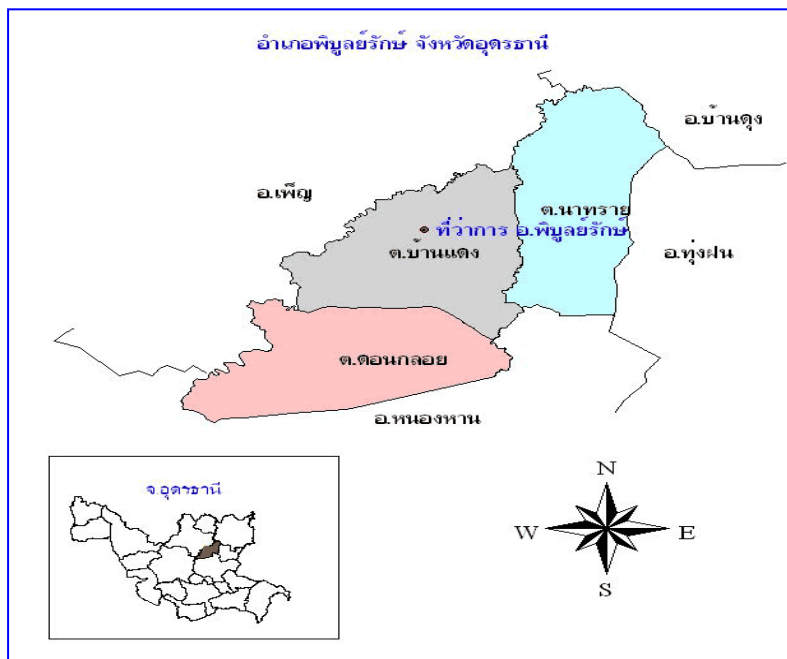 อำเภอพิบูลย์รักษ์ จังหวัดอุดรธานี
อ.บ้านดุง
อ.เพ็ญ
ต.นาทราย
ที่ว่าการ อ.พิบูลย์รักษ์
ต.บ้านแดง
อ.ทุ่งฝน
ต.ดอนกลอย
อ.หนองหาน
จ.อุดรธานี
N
W
E
S